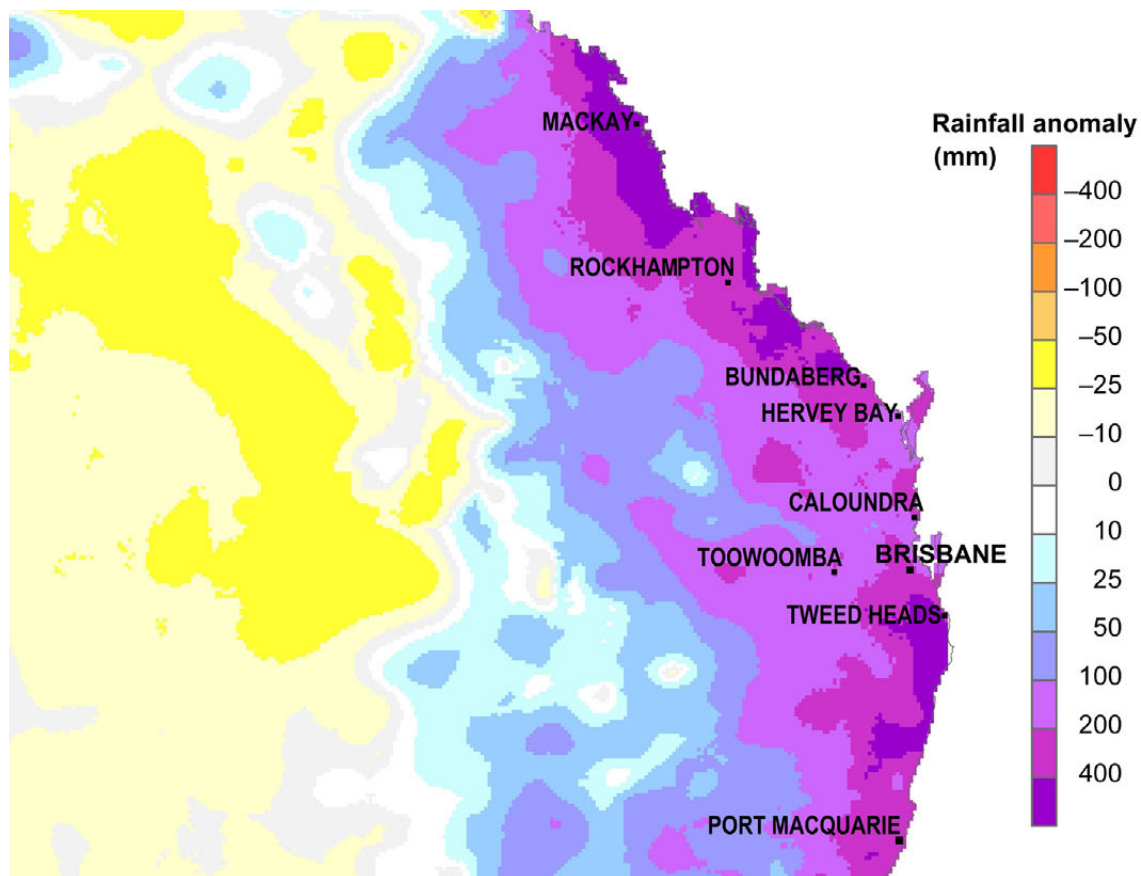 MACKAY
ROCKHAMPTON
BUNDABERG
HERVEY BAY
CALOUNDRA
TOOWOOMBA
BRISBANE
TWEED HEADS
PORT MACQUARIE
Rainfall anomaly
(mm)
–400
–200
–100
–50
–25
–10
0
10
25
50
100
200
400